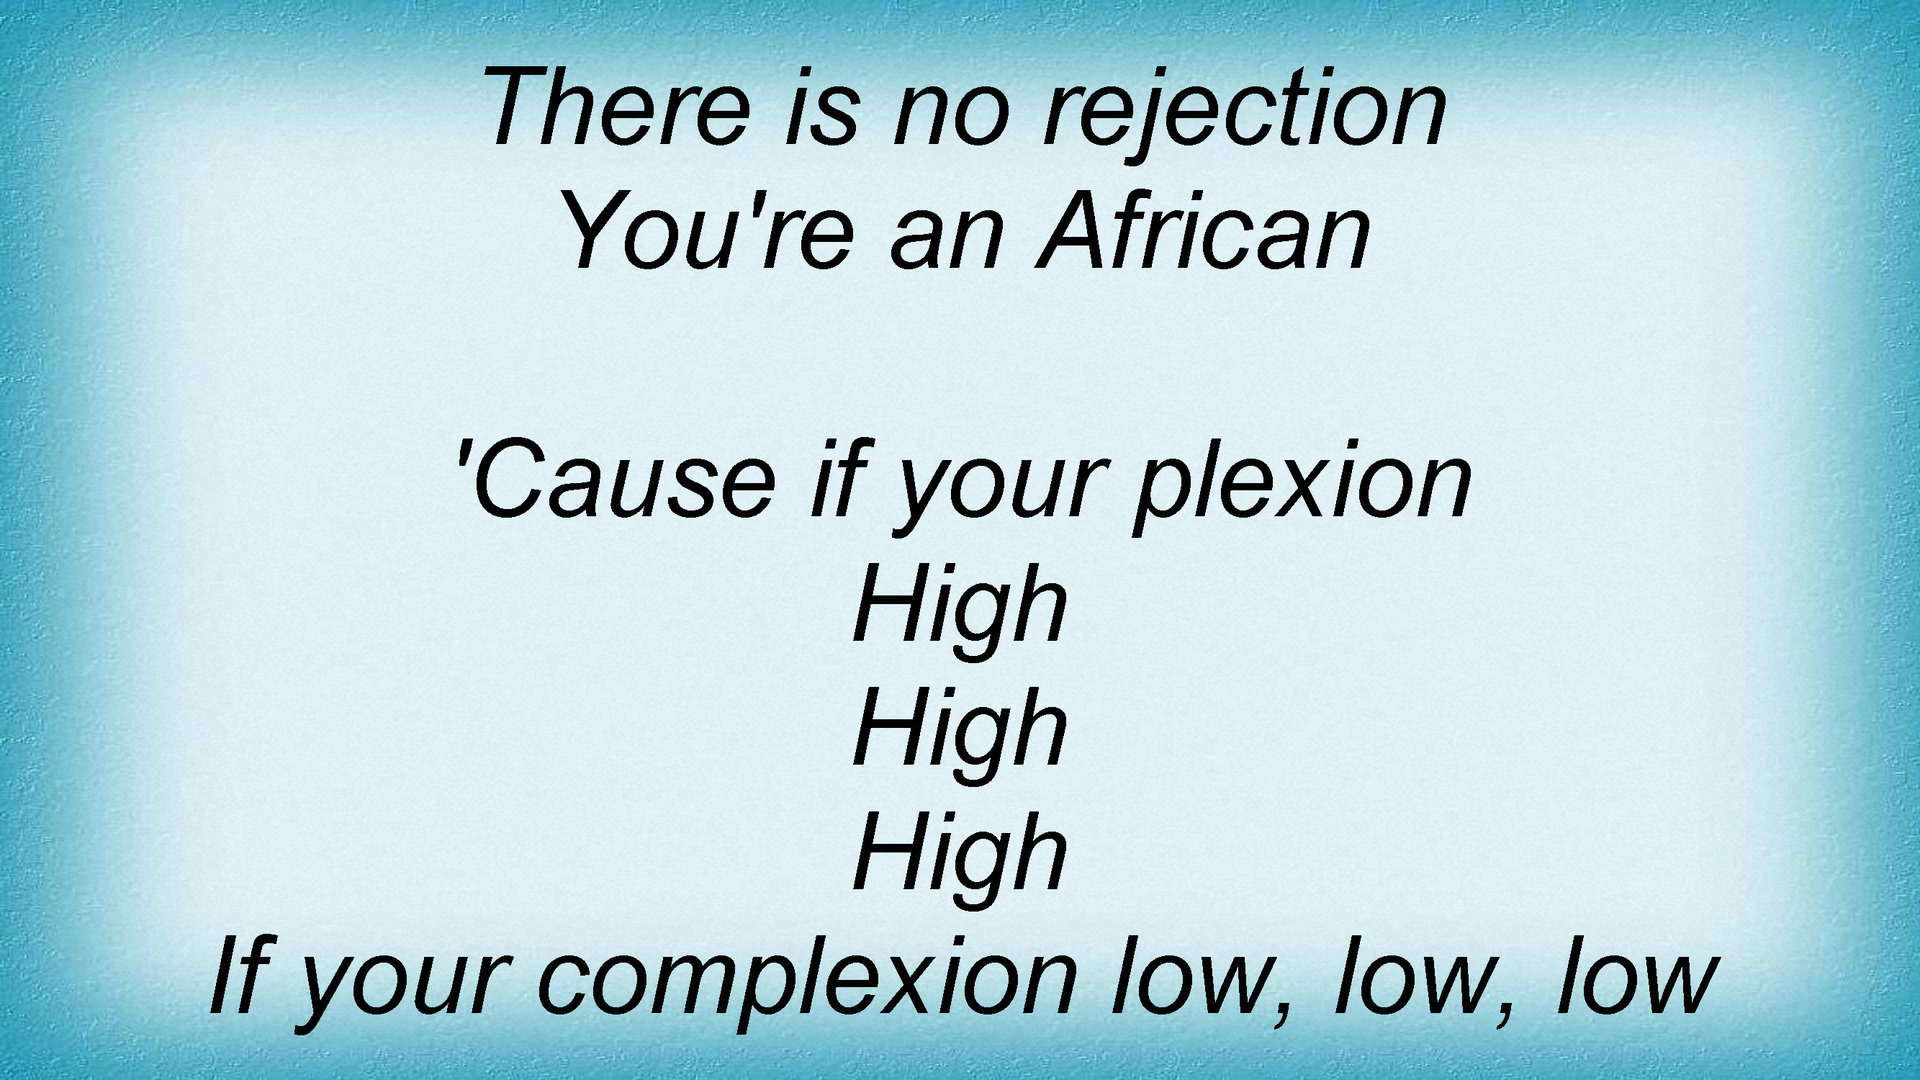 There is no rejection
You're an African
'Cause if your plexion
High
High
High
If your complexion low, low, low